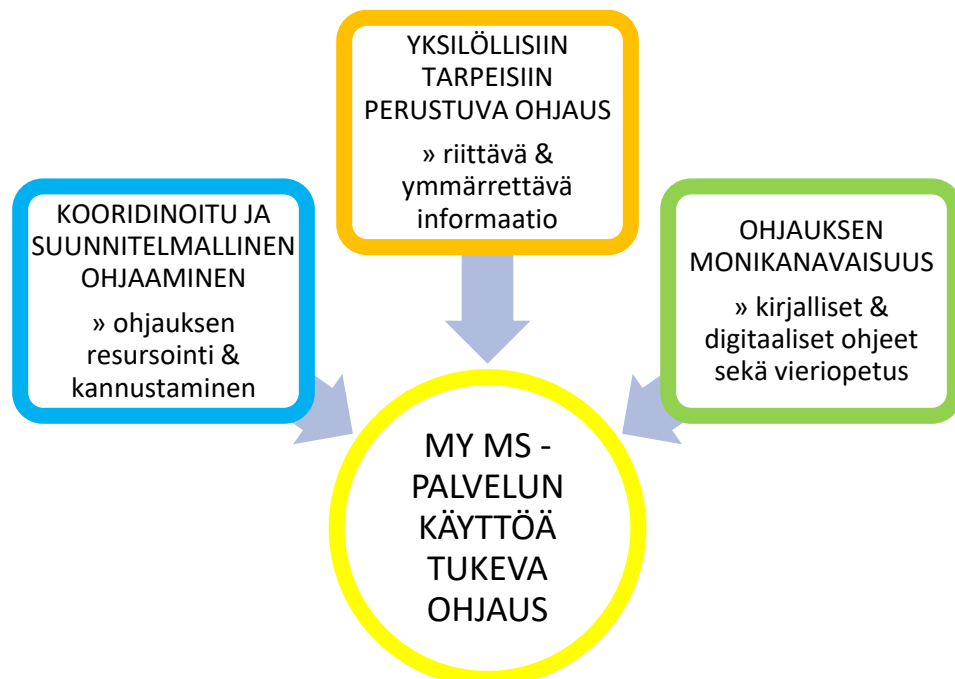 YKSILÖLLISIIN
TARPEISIIN
PERUSTUVA OHJAUS
» riittävä &
ymmärrettävä
informaatio
KOORIDINOITU JA
SUUNNITELMALLINEN
OHJAAMINEN
» ohjauksen
resursointi &
kannustaminen
OHJAUKSEN
MONIKANAVAISUUS
» kirjalliset &
digitaaliset ohjeet
sekä vieriopetus
MY MS -
PALVELUN
KÄYTTÖÄ
TUKEVA
OHJAUS